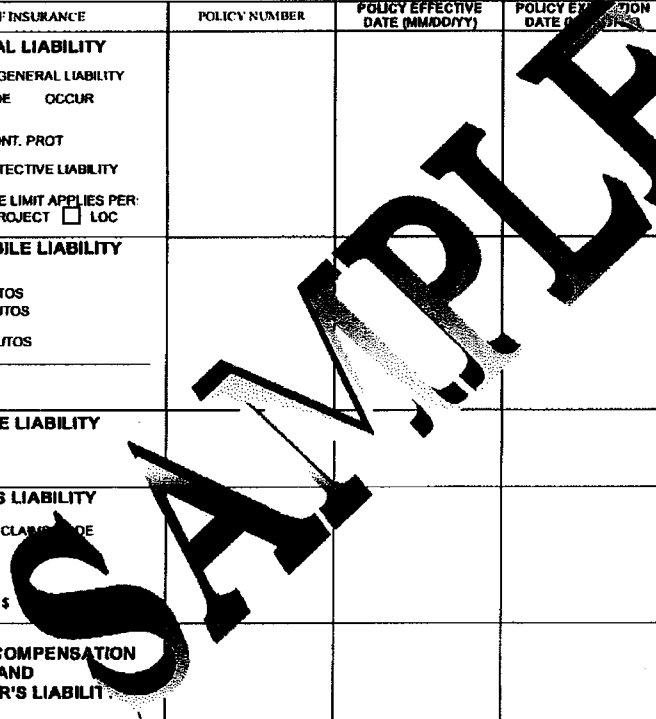 F INSURANCE POLICY NUMBER POLICY EFFECTIVE POLICY
DATE (MM/DD/YY) DATE
AL LIABILITY
GENERAL LIABILITY
DE OCCUR
ONT. PROT
TECTIVE LIABILITY
E LIMIT APPLIES PER:
ROJECT LOC
BILE LIABILITY
TOS
UTOS
UTOS
E LIABILITY
S LIABILITY
$
COMPENSATION
AND
R'S LIABILIT
SAMPLE